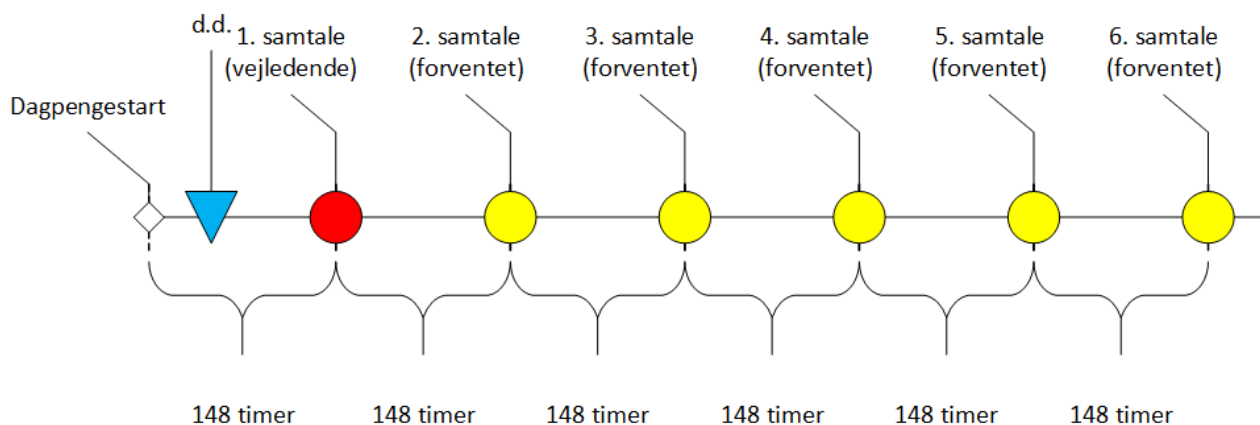 d.d.
1. samtale
(vejledende)
2. samtale
(forventet)
3. samtale
(forventet)
4. samtale
(forventet)
5. samtale
(forventet)
6. samtale
(forventet)
Dagpengestart
148 timer
148 timer
148 timer
148 timer
148 timer
148 timer